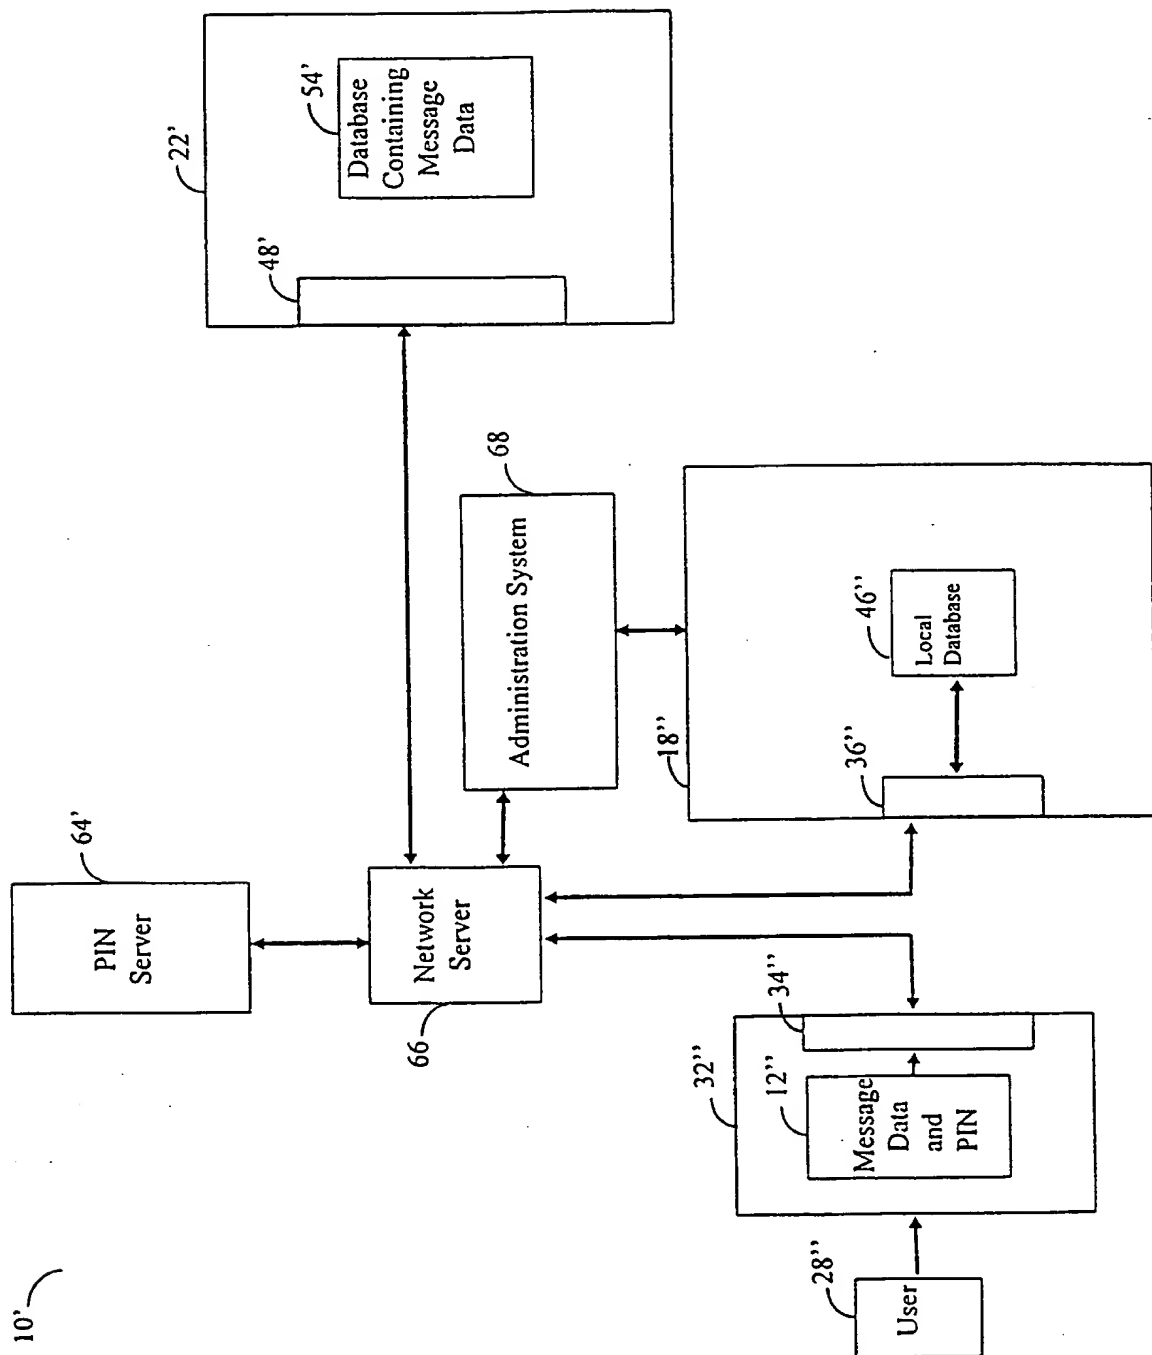 10'
PIN
Server
64'
Network
Server
66
Administration System
68
22'
48'
54'
Database
Containing
Message
Data
User
28''
32''
12''
Message
Data
and
PIN
34''
18''
36''
46''
Local
Database